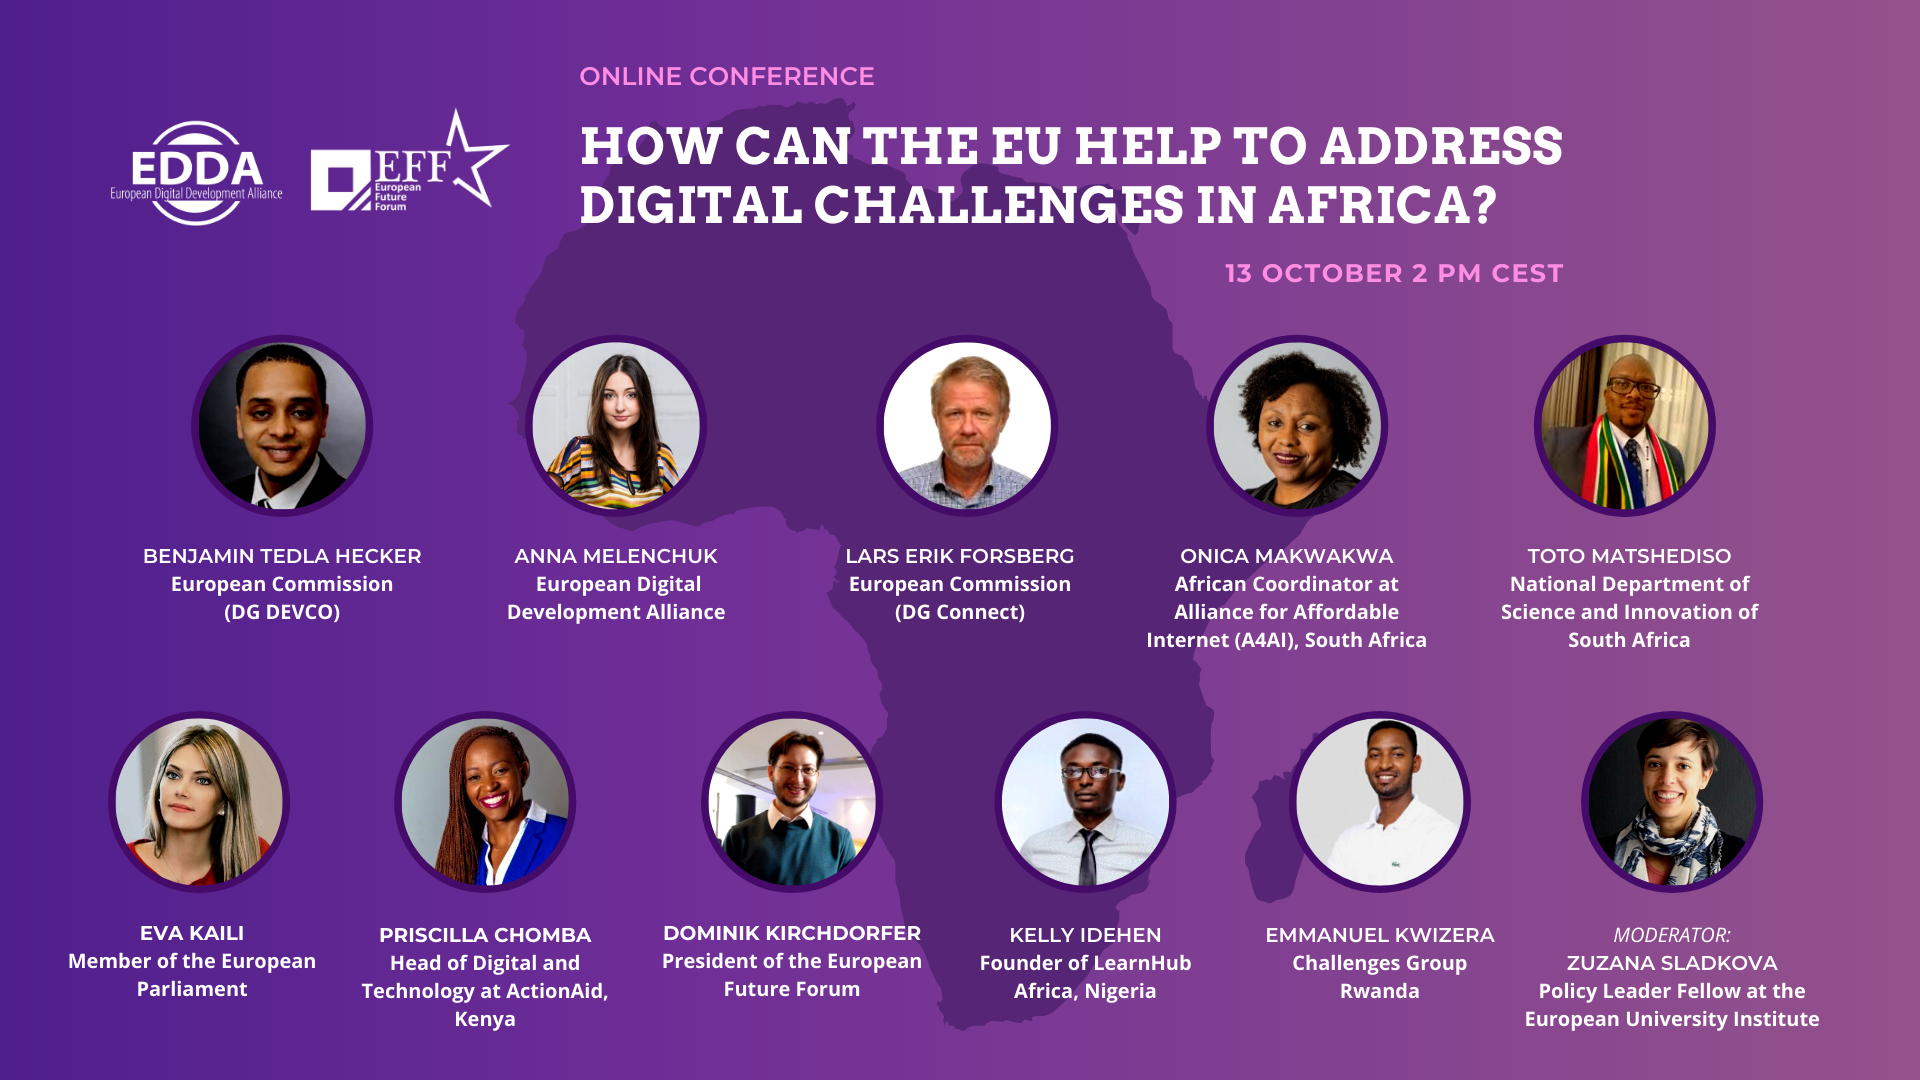 ONLINE CONFERENCE
EDDA
European Digital Development Alliance
EFF
European
Future
Forum
HOW CAN THE EU HELP TO ADDRESS
DIGITAL CHALLENGES IN AFRICA?
13 OCTOBER 2 PM CEST
BENJAMIN TEDLA HECKER
European Commission
(DG DEVCO)
ANNA MELENCHUK
European Digital
Development Alliance
LARS ERIK FORSBERG
European Commission
(DG Connect)
ONICA MAKWAKWA
African Coordinator at
Alliance for Affordable
Internet (A4AI), South Africa
TOTO MATSHEDISO
National Department of
Science and Innovation of
South Africa
EVA KAILI
Member of the European
Parliament
PRISCILLA CHOMBA
Head of Digital and
Technology at ActionAid,
Kenya
DOMINIK KIRCHDORFER
President of the European
Future Forum
KELLY IDEHEN
Founder of LearnHub
Africa, Nigeria
EMMANUEL KWIZERA
Challenges Group
Rwanda
MODERATOR:
ZUZANA SLADKOVA
Policy Leader Fellow at the
European University Institute